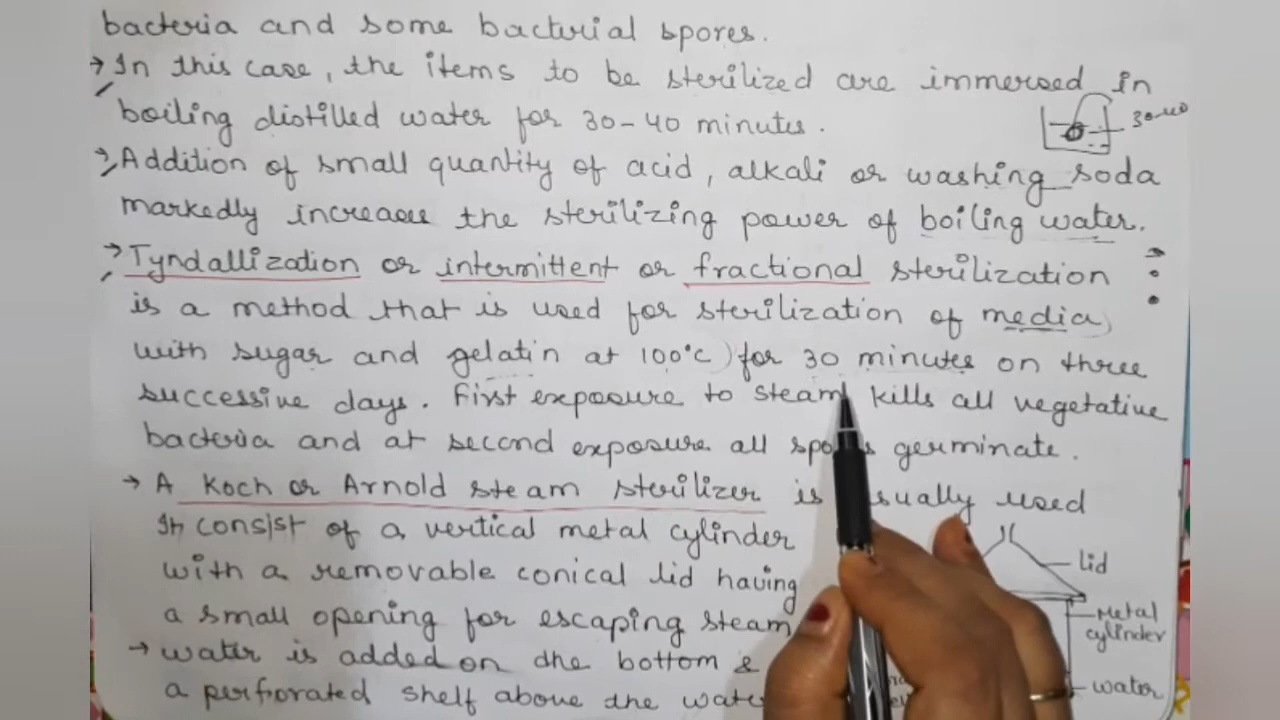 bacteria and some bacterial spores.
→ In this case, the items to be sterilized are immersed in
boiling distilled water for 30-40 minutes.
30-40
→ Addition of small quantity of acid, alkali or washing soda
markedly increase the sterilizing power of boiling water.
→ Tyndallization or intermittent or fractional sterilization
is a method that is used for sterilization of media
with sugar and gelatin at 100°C for 30 minutes on three
successive days. First exposure to steam kills all vegetative
bacteria and at second exposure all germinate.
→ A Koch or Arnold steam sterilizer is used
It consist of a vertical metal cylinder
with a removable conical lid having
a small opening for escaping steam
→ water is added on the bottom &
a perforated shelf above the
lid
Metal
cylinder
water